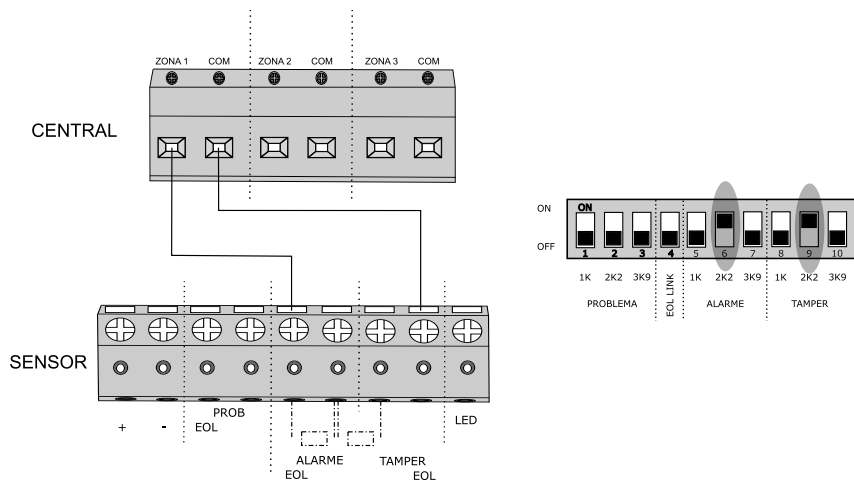 ZONA 1 COM ZONA 2 COM ZONA 3 COM
CENTRAL
SENSOR
+ - PROB LED
EOL
ALARME TAMPER
EOL EOL
ON ON
OFF 1 2 3 4 5 6 7 8 9 10
1K 2K2 3K9 EOL LINK 1K 2K2 3K9 1K 2K2 3K9
PROBLEMA ALARME TAMPER